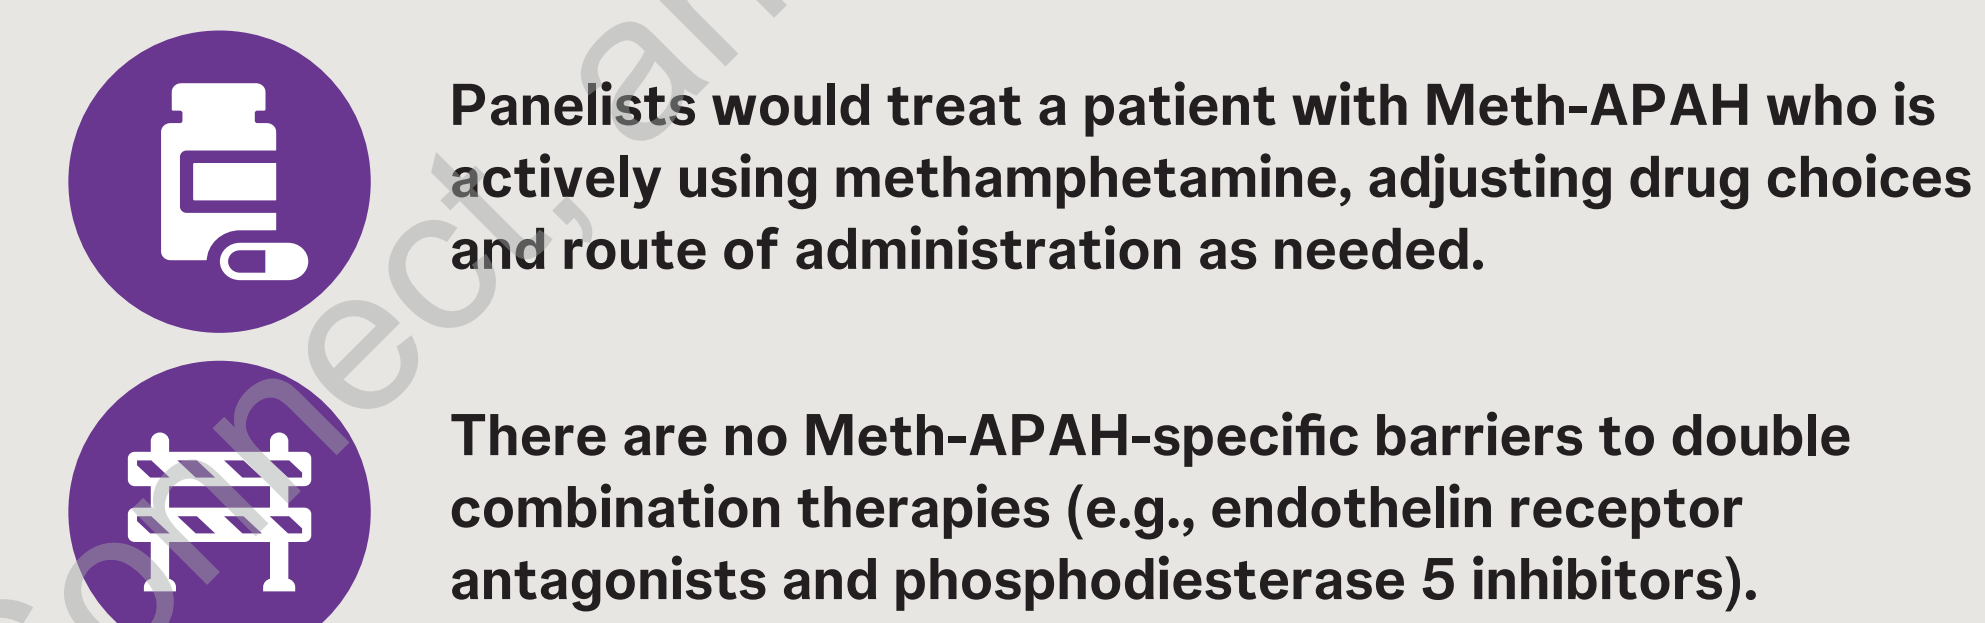 Panelists would treat a patient with Meth-APAH who is
actively using methamphetamine, adjusting drug choices
and route of administration as needed.
There are no Meth-APAH-specific barriers to double
combination therapies (e.g., endothelin receptor
antagonists and phosphodiesterase 5 inhibitors).